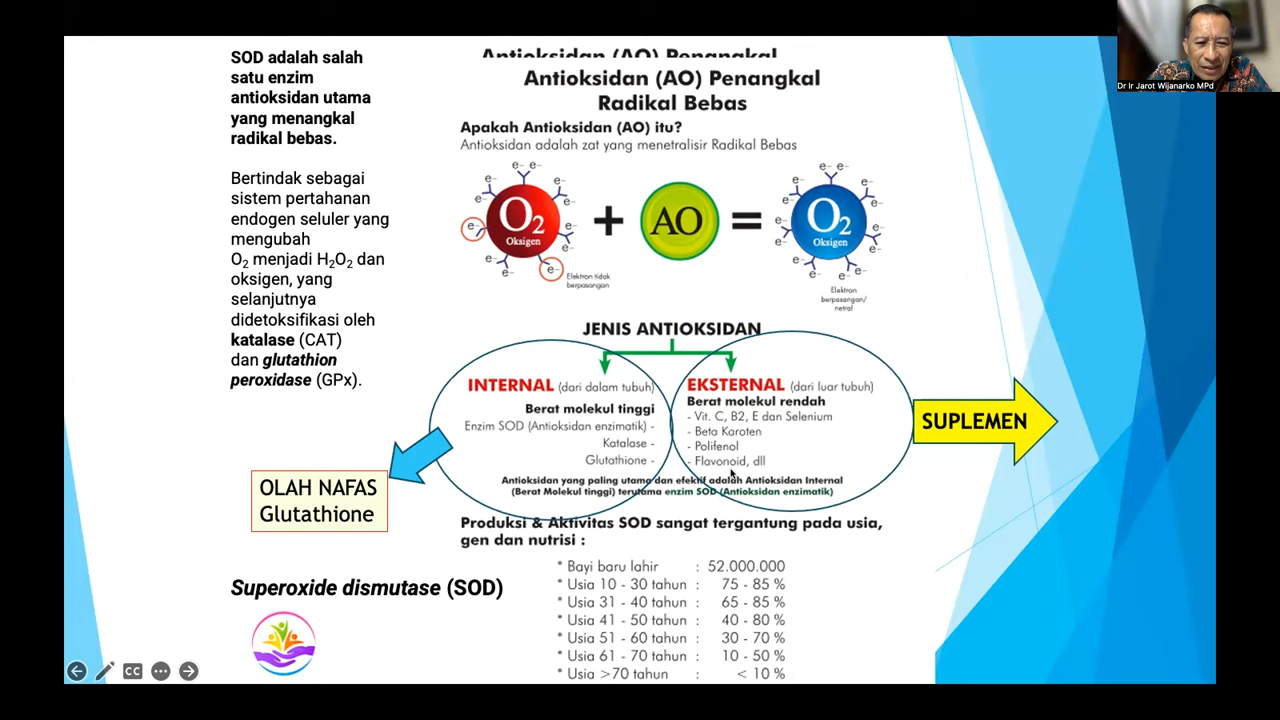 Dr Ir Jarot Wijanarko MPd
SOD adalah salah
satu enzim
antioksidan utama
yang menangkal
radikal bebas.
Bertindak sebagai
sistem pertahanan
endogen seluler yang
mengubah
O₂ menjadi H₂O₂ dan
oksigen, yang
selanjutnya
didetoksifikasi oleh
katalase (CAT)
dan glutathion
peroxidase (GPx).
OLAH NAFAS
Glutathione
Superoxide dismutase (SOD)
Antioksidan (AO) Penangkal
Antioksidan (AO) Penangkal
Radikal Bebas
Apakah Antioksidan (AO) itu?
Antioksidan adalah zat yang menetralisir Radikal Bebas
e- e-
e- e-
e- e-
e- e-
e- e-
O₂
Oksigen
+
AO
=
e- e-
e- e-
e- e-
e- e-
e- e-
O₂
Oksigen
Elektron tidak
berpasangan
Elektron
berpasangan/
netral
JENIS ANTIOKSIDAN
INTERNAL (dari dalam tubuh)
Berat molekul tinggi
Enzim SOD (Antioksidan enzimatik) -
Katalase -
Glutathione -
EKSTERNAL (dari luar tubuh)
Berat molekul rendah
- Vit. C, B2, E dan Selenium
- Beta Karoten
- Polifenol
- Flavonoid, dll
SUPLEMEN
Antioksidan yang paling utama dan efektif adalah Antioksidan Internal
(Berat Molekul tinggi) terutama enzim SOD (Antioksidan enzimatik)
Produksi & Aktivitas SOD sangat tergantung pada usia,
gen dan nutrisi :
* Bayi baru lahir : 52.000.000
* Usia 10 - 30 tahun : 75 - 85 %
* Usia 31 - 40 tahun : 65 - 85 %
* Usia 41 - 50 tahun : 40 - 80 %
* Usia 51 - 60 tahun : 30 - 70 %
* Usia 61 - 70 tahun : 10 - 50 %
* Usia >70 tahun : < 10 %
CC